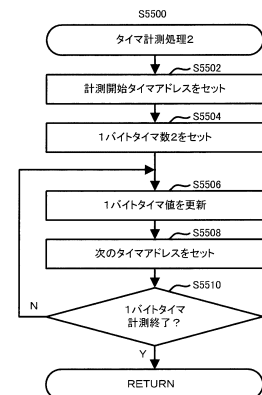 S5500
タイマ計測処理2
S5502
計測開始タイマアドレスをセット
S5504
1バイトタイマ数2をセット
S5506
1バイトタイマ値を更新
S5508
次のタイマアドレスをセット
S5510
1バイトタイマ
計測終了?
N
Y
RETURN